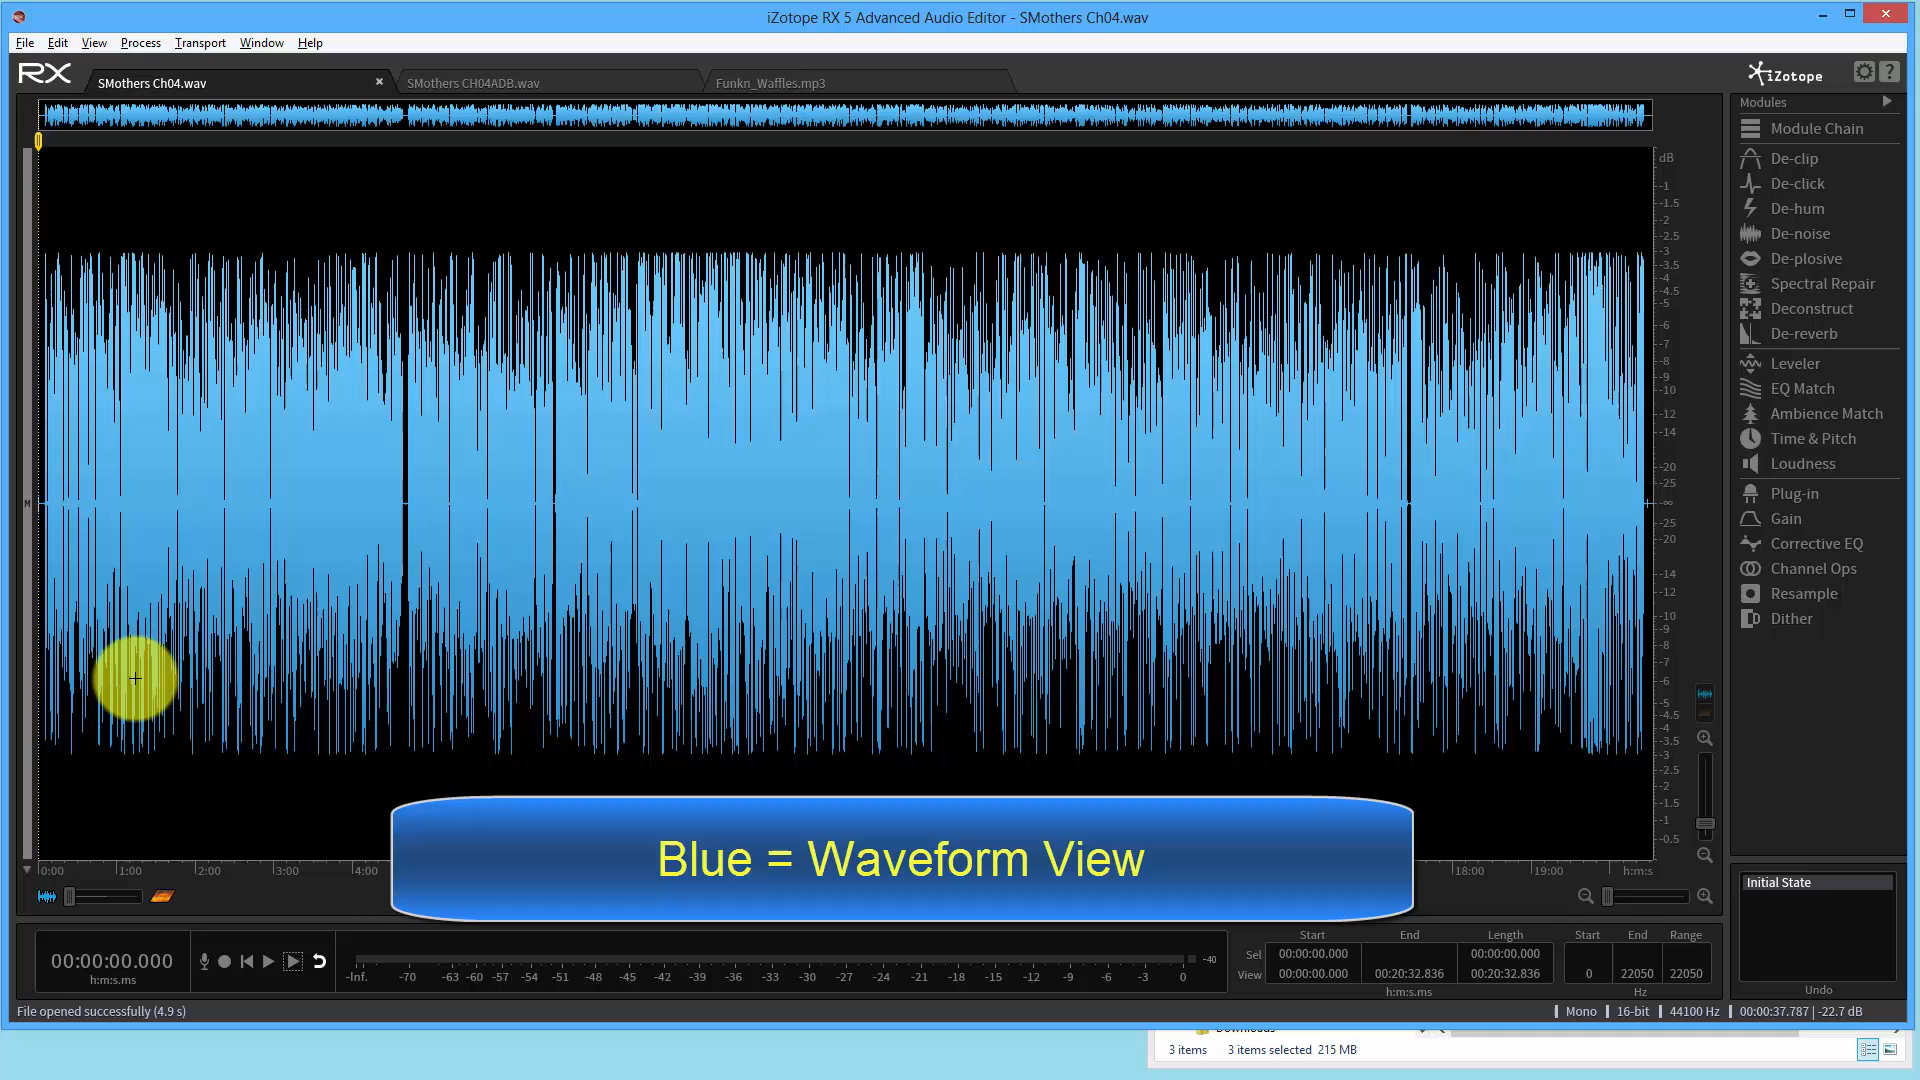 iZotope RX 5 Advanced Audio Editor - SMothers Ch04.wav
File Edit View Process Transport Window Help
RX SMothers Ch04.wav SMothers CH04ADB.wav Funkn_Waffles.mp3 iZotope ?
Modules
Module Chain
De-clip
De-click
De-hum
De-noise
De-plosive
Spectral Repair
Deconstruct
De-reverb
Leveler
EQ Match
Ambience Match
Time & Pitch
Loudness
Plug-in
Gain
Corrective EQ
Channel Ops
Resample
Dither
dB
-1
-1.5
-2
-2.5
-3
-3.5
-4
-4.5
-5
-6
-7
-8
-9
-10
-12
-14
-20
-25
M -∞
-25
-20
-14
-12
-10
-9
-8
-7
-6
-5
-4.5
-4
-3.5
-3
-2.5
-2
-1.5
-1
-0.5
Blue = Waveform View
0:00 1:00 2:00 3:00 4:00 18:00 19:00 h:m:s
Initial State
Undo
00:00:00.000
h:m:s.ms
-Inf. -70 -63 -60 -57 -54 -51 -48 -45 -42 -39 -36 -33 -30 -27 -24 -21 -18 -15 -12 -9 -6 -3 0
-40
Start End Length Start End Range
Sel 00:00:00.000 00:00:00.000
View 00:00:00.000 00:20:32.836 00:20:32.836 0 22050 22050
h:m:s.ms Hz
File opened successfully (4.9 s)
Mono 16-bit 44100 Hz 00:00:37.787 | -22.7 dB
3 items 3 items selected 215 MB